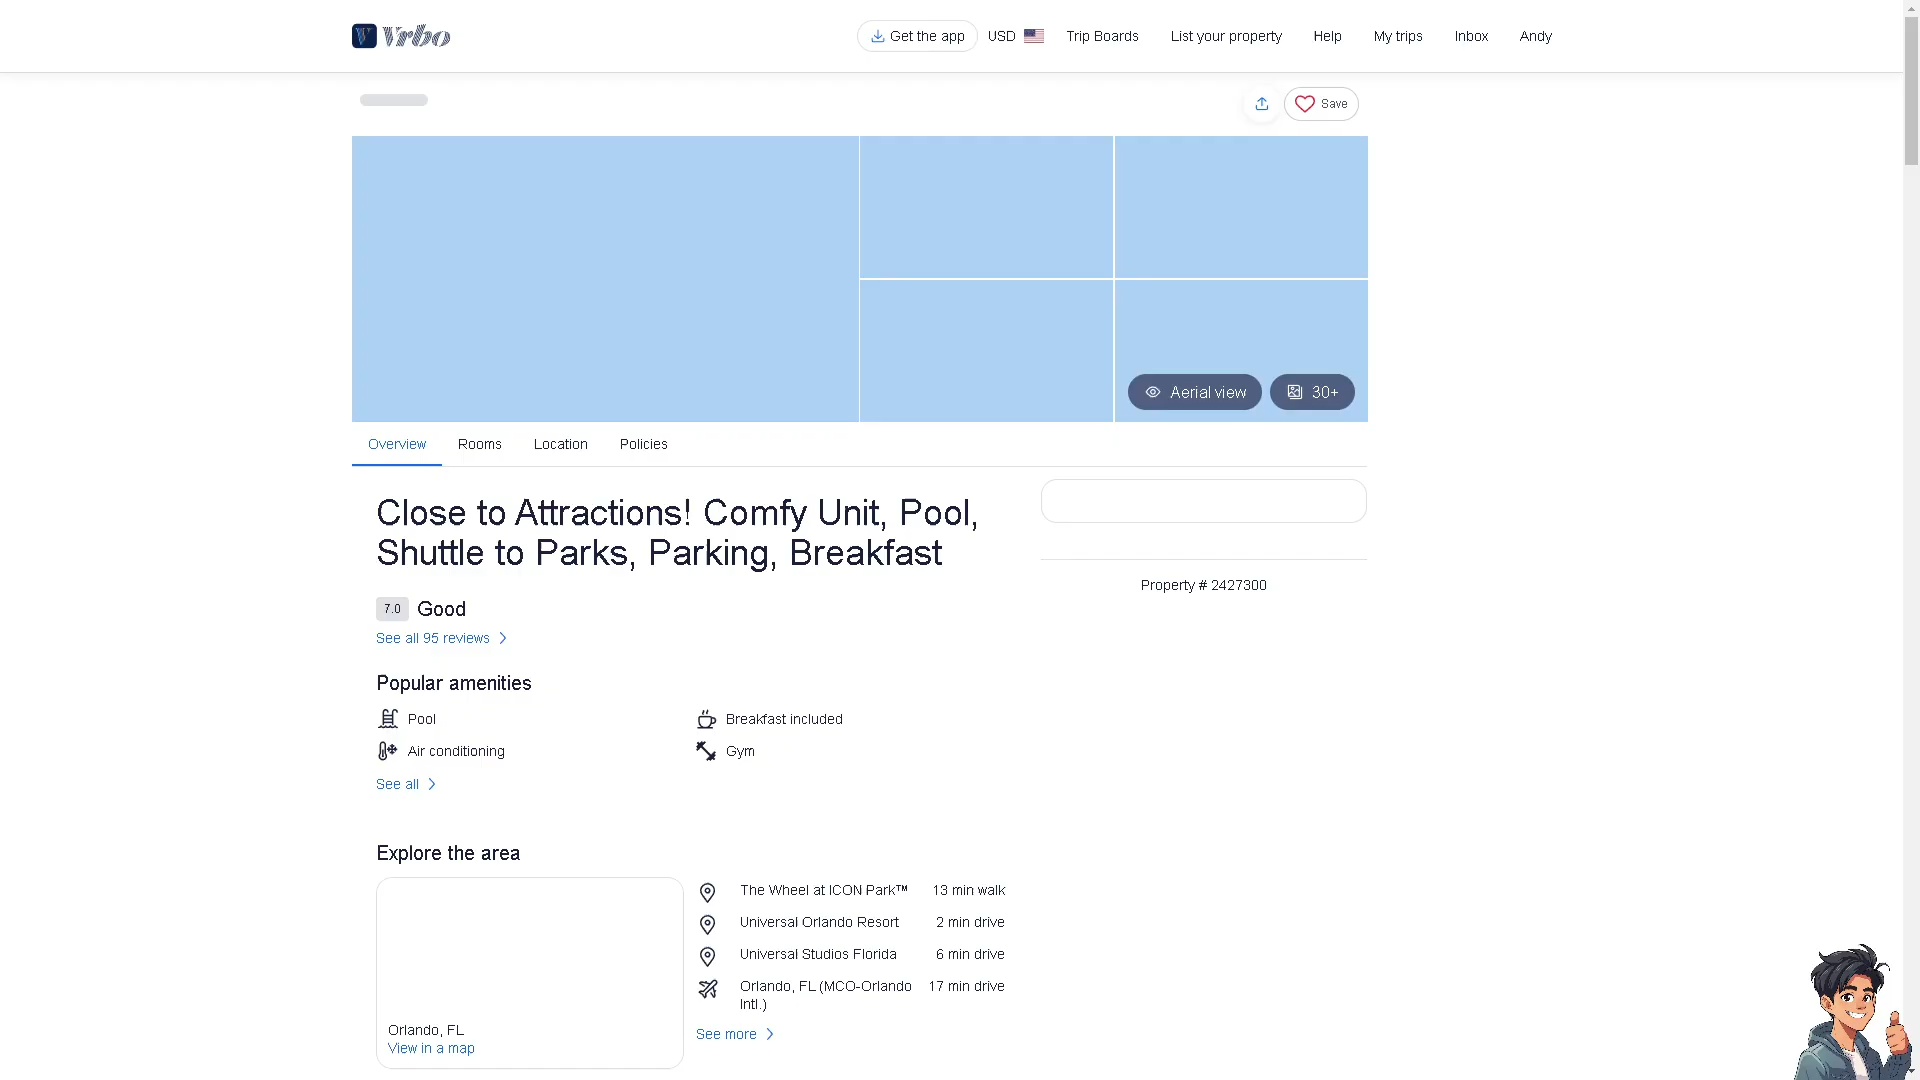 Vrbo
Get the app
USD
Trip Boards
List your property
Help
My trips
Inbox
Andy
Save
Aerial view
30+
Overview
Rooms
Location
Policies
Close to Attractions! Comfy Unit, Pool,
Shuttle to Parks, Parking, Breakfast
Property # 2427300
7.0
Good
See all 95 reviews
Popular amenities
Pool
Breakfast included
Air conditioning
Gym
See all
Explore the area
The Wheel at ICON Park™ 13 min walk
Universal Orlando Resort 2 min drive
Universal Studios Florida 6 min drive
Orlando, FL (MCO-Orlando 17 min drive
Intl.)
See more
Orlando, FL
View in a map